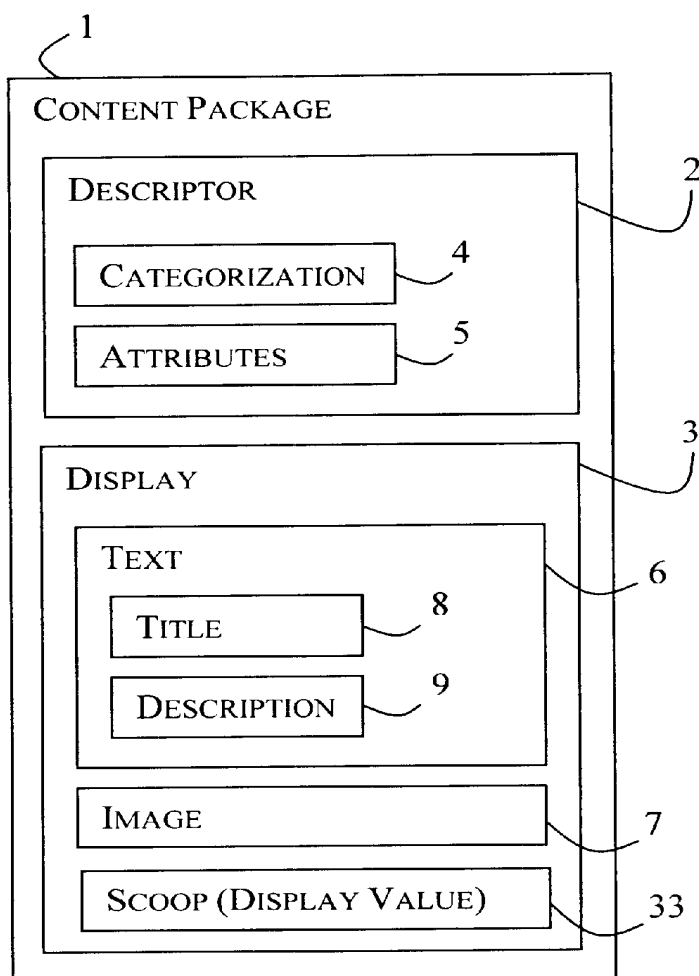 1
CONTENT PACKAGE
2
DESCRIPTOR
4
CATEGORIZATION
5
ATTRIBUTES
3
DISPLAY
TEXT
6
8
TITLE
9
DESCRIPTION
IMAGE
7
SCOOP (DISPLAY VALUE)
33